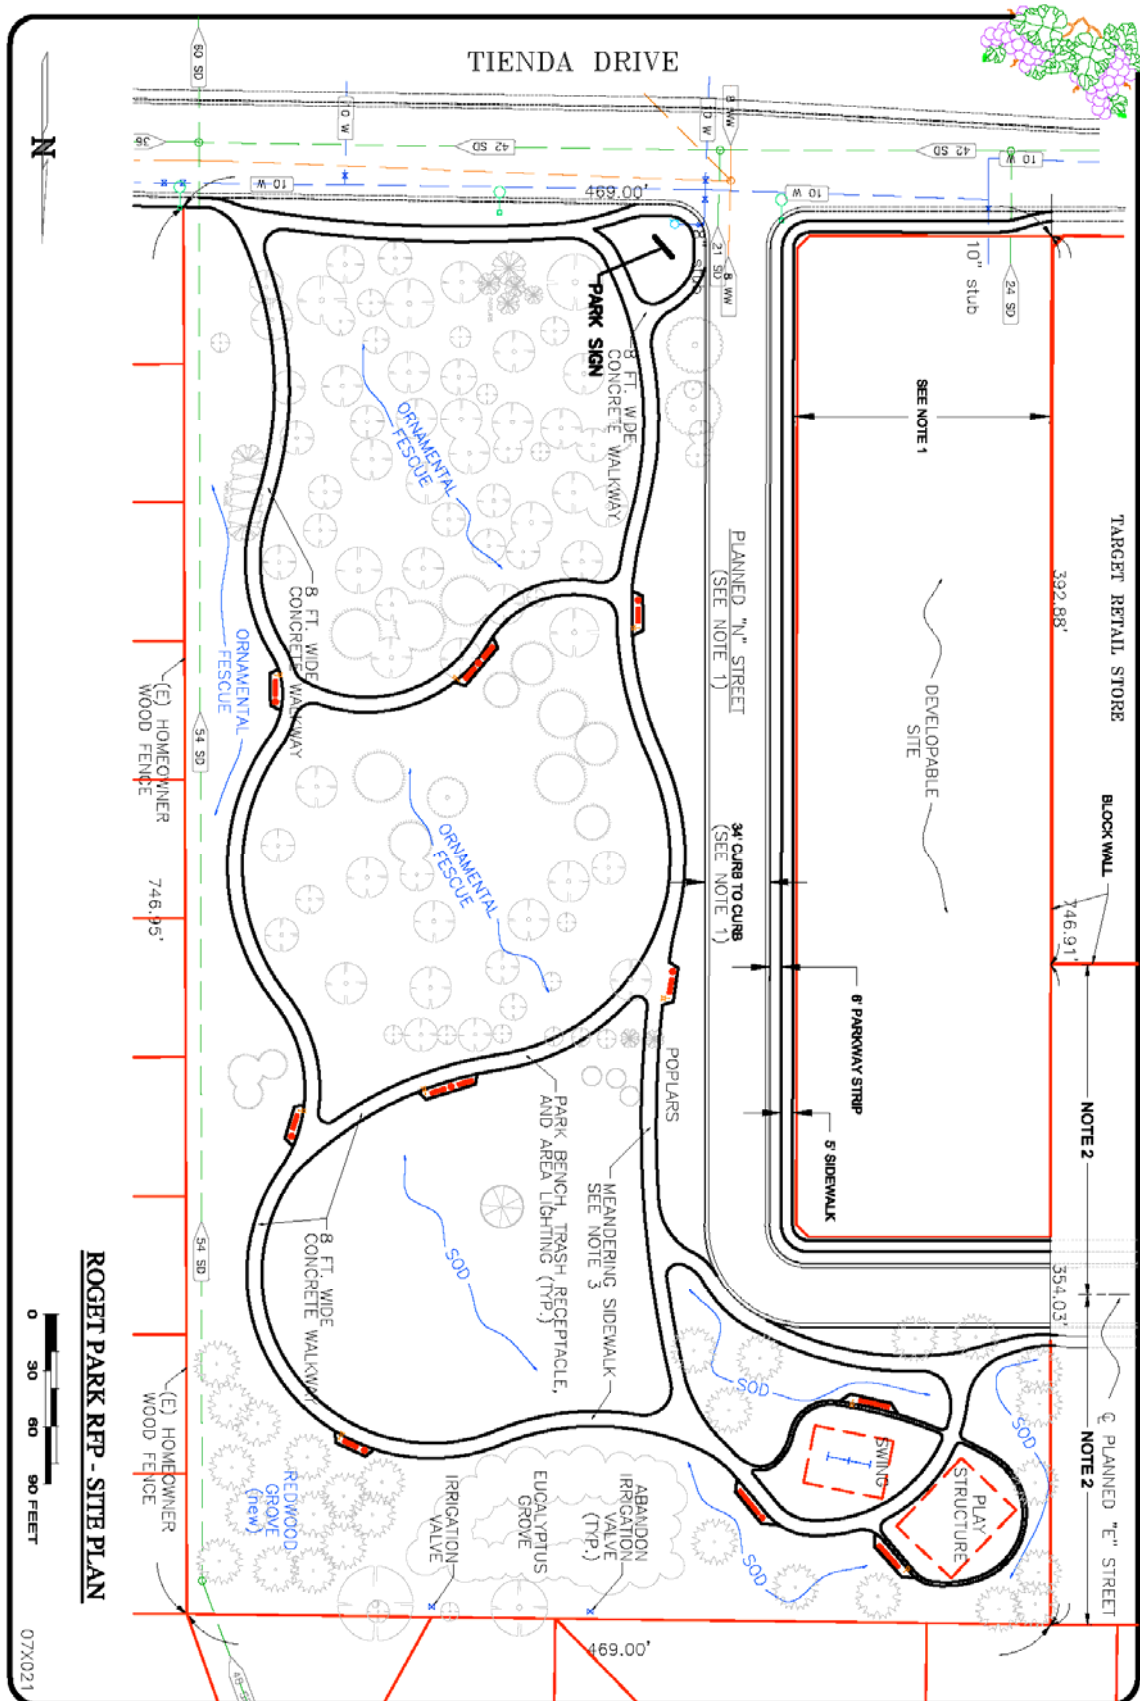 TIENDA DRIVE
60 SD
N
36
10 W
42 SD
10 W
8 WW
10 W
42 SD
10 W
10 W
24 SD
10" stub
469.00'
8" stub
21 SD
8 WW
PARK SIGN
8 FT. WIDE
CONCRETE WALKWAY
ORNAMENTAL
FESCUE
SEE NOTE 1
TARGET RETAIL STORE
392.88'
PLANNED "N" STREET
(SEE NOTE 1)
DEVELOPABLE
SITE
8 FT. WIDE
CONCRETE WALKWAY
ORNAMENTAL
FESCUE
(E) HOMEOWNER
WOOD FENCE
54 SD
746.95'
ORNAMENTAL
FESCUE
34' CURB TO CURB
(SEE NOTE 1)
BLOCK WALL
746.91'
6' PARKWAY STRIP
5' SIDEWALK
NOTE 2
POPLARS
PARK BENCH, TRASH RECEPTACLE,
AND AREA LIGHTING (TYP.)
MEANDERING SIDEWALK
SEE NOTE 3
8 FT. WIDE
CONCRETE WALKWAY
SOD
54 SD
354.03'
℄ PLANNED "E" STREET
NOTE 2
SOD
SOD
SWING
PLAY
STRUCTURE
SOD
(E) HOMEOWNER
WOOD FENCE
REDWOOD
GROVE
(new)
IRRIGATION
VALVE
EUCALYPTUS
GROVE
ABANDON
IRRIGATION
VALVE
(TYP.)
469.00'
ROGET PARK RFP - SITE PLAN
0 30 60 90 FEET
07X021